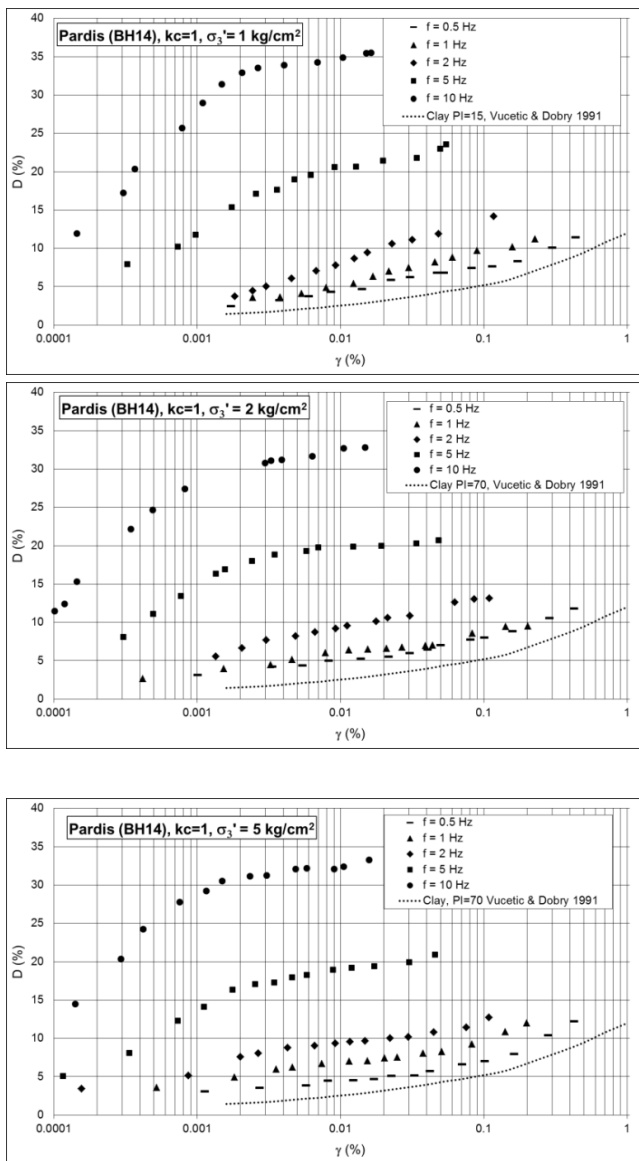 Pardis (BH14), kc=1, σ3'= 1 kg/cm2
f = 0.5 Hz
f = 1 Hz
f = 2 Hz
f = 5 Hz
f = 10 Hz
Clay PI=15, Vucetic & Dobry 1991
40
35
30
25
20
15
10
5
0
D (%)
0.0001
0.001
0.01
0.1
1
γ (%)
Pardis (BH14), kc=1, σ3' = 2 kg/cm2
f = 0.5 Hz
f = 1 Hz
f = 2 Hz
f = 5 Hz
f = 10 Hz
Clay PI=70, Vucetic & Dobry 1991
40
35
30
25
20
15
10
5
0
D (%)
0.0001
0.001
0.01
0.1
1
γ (%)
Pardis (BH14), kc=1, σ3' = 5 kg/cm2
f = 0.5 Hz
f = 1 Hz
f = 2 Hz
f = 5 Hz
f = 10 Hz
Clay, PI=70 Vucetic & Dobry 1991
40
35
30
25
20
15
10
5
0
D (%)
0.0001
0.001
0.01
0.1
1
γ (%)